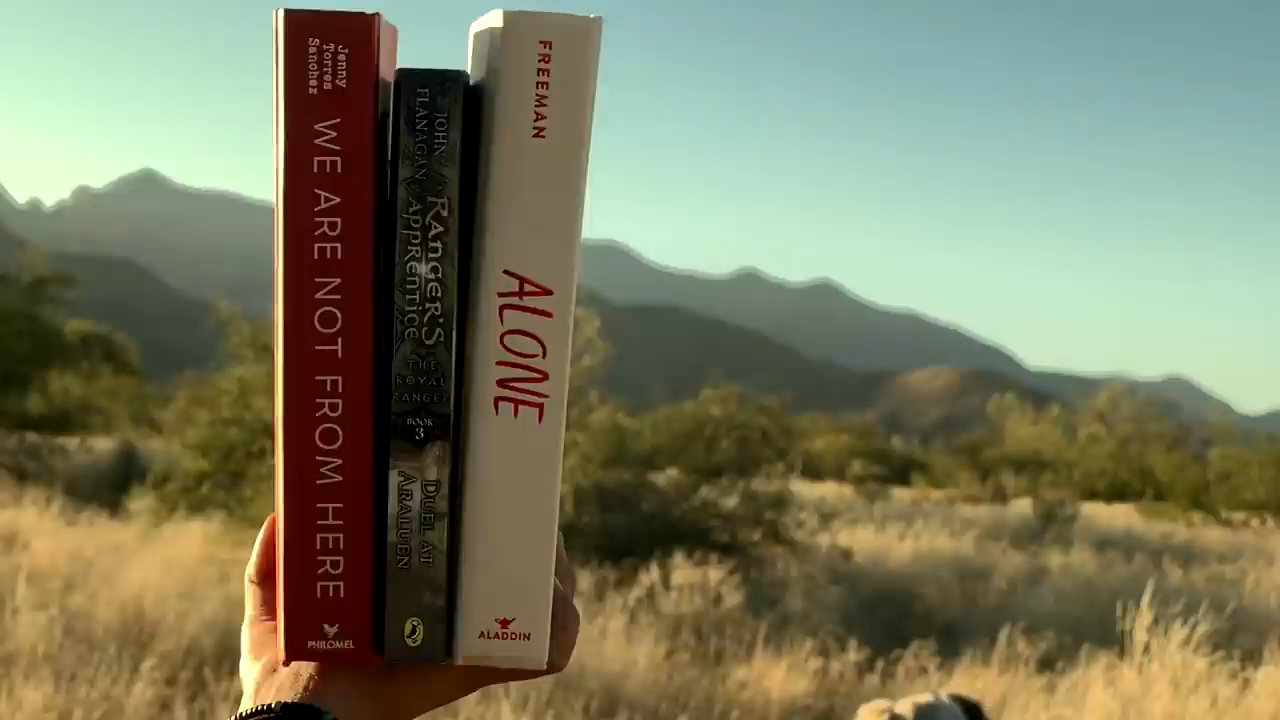 Jenny
Torres
Sanchez
WE ARE NOT FROM HERE
PHILOMEL
JOHN
FLANAGAN
RANGER'S
APPRENTICE
THE
ROYAL
RANGER
BOOK
3
DUEL AT
ARALUEN
FREEMAN
ALONE
ALADDIN